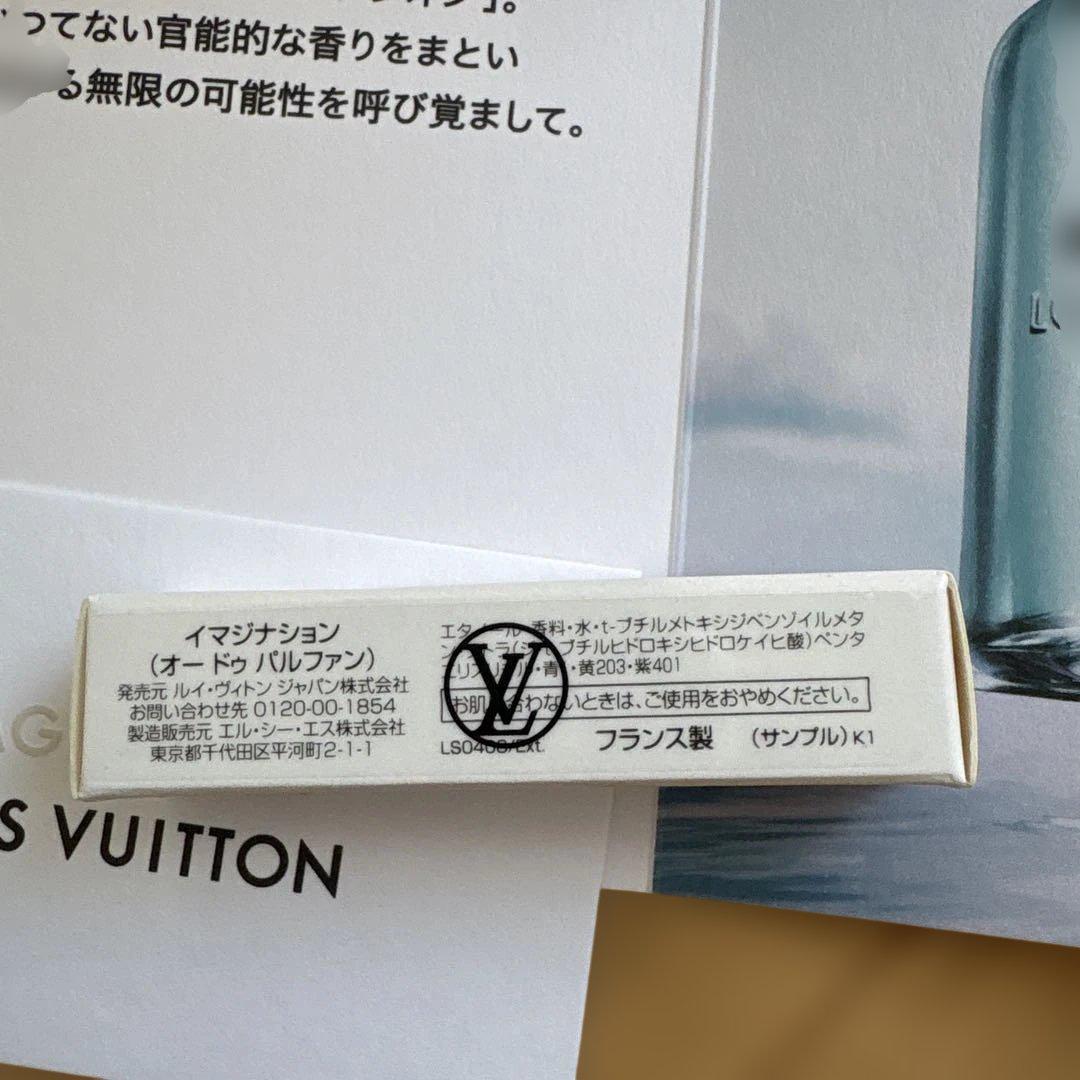 ってない官能的な香りをまとい
る無限の可能性を呼び覚まして。
イマジナション
(オー ドゥ パルファン)
発売元 ルイ・ヴィトン ジャパン株式会社
お問い合わせ先 0120-00-1854
製造販売元 エル・シー・エス株式会社
東京都千代田区平河町2-1-1
香料・水・t-ブチルメトキシジベンゾイルメタ
ブチルヒドロキシヒドロケイヒ酸)ペンタ
黄203・紫401
お肌に合わないときは、ご使用をおやめください。
フランス製 (サンプル) K1
VUITTON